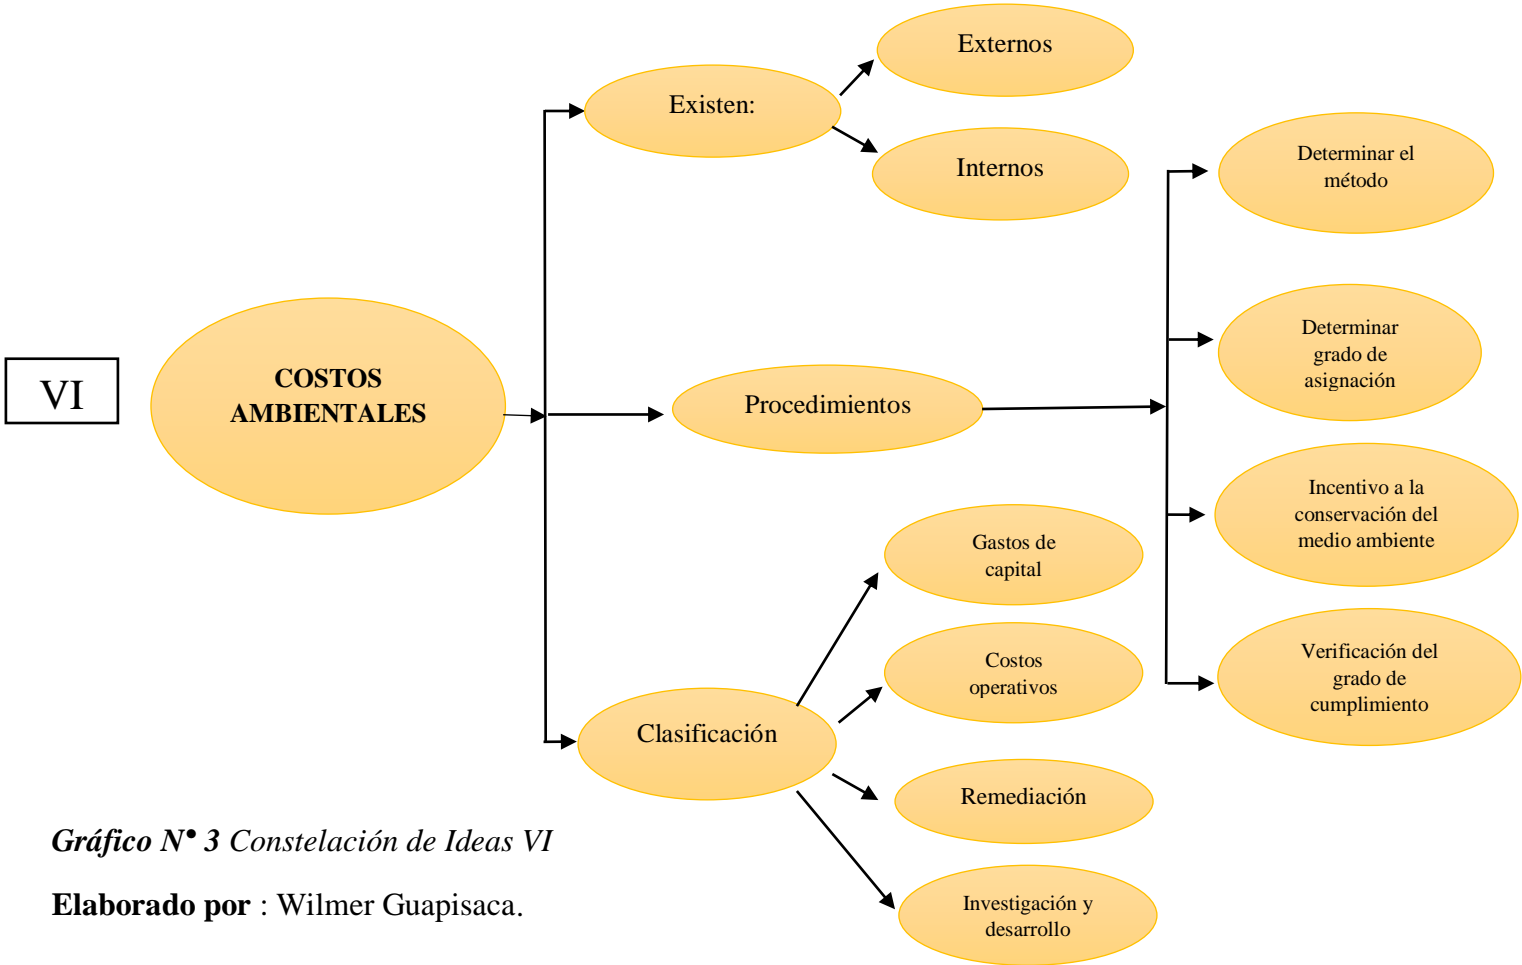 VI
COSTOS
AMBIENTALES
Existen:
Externos
Internos
Procedimientos
Determinar el
método
Determinar
grado de
asignación
Incentivo a la
conservación del
medio ambiente
Verificación del
grado de
cumplimiento
Clasificación
Gastos de
capital
Costos
operativos
Remediación
Investigación y
desarrollo
Gráfico N• 3 Constelación de Ideas VI
Elaborado por : Wilmer Guapisaca.